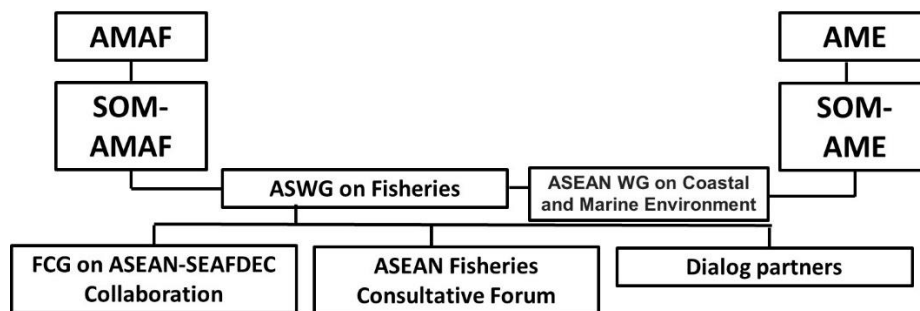 AMAF
AME
SOM-
AMAF
SOM-
AME
ASWG on Fisheries
ASEAN WG on Coastal
and Marine Environment
FCG on ASEAN-SEAFDEC
Collaboration
ASEAN Fisheries
Consultative Forum
Dialog partners